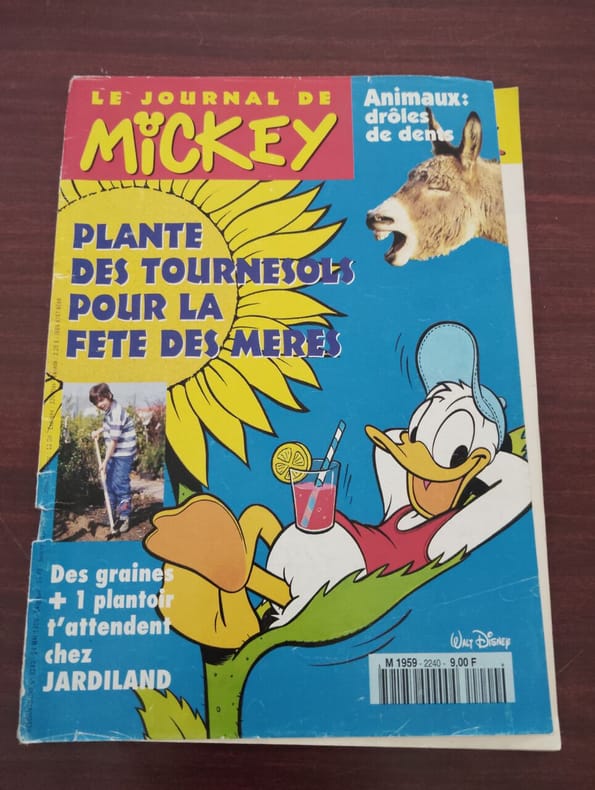 LE JOURNAL DE
MiCKEY
Animaux:
drôles
de dents
PLANTE
DES TOURNESOLS
POUR LA
FETE DES MERES
Des graines
+ 1 plantoir
t'attendent
chez
JARDILAND
WALT DISNEY
M 1959 - 2240 - 9,00 F